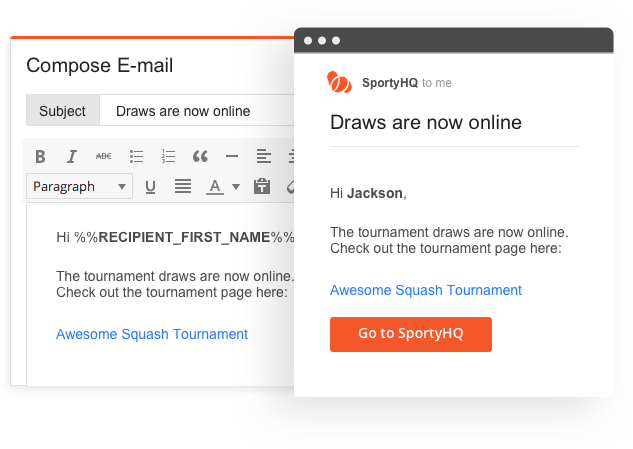 Compose E-mail
Subject
Draws are now online
B I ABC
Paragraph
U A T
Hi %%RECIPIENT_FIRST_NAME%%
The tournament draws are now online.
Check out the tournament page here:
Awesome Squash Tournament
SportyHQ to me
Draws are now online
Hi Jackson,
The tournament draws are now online.
Check out the tournament page here:
Awesome Squash Tournament
Go to SportyHQ